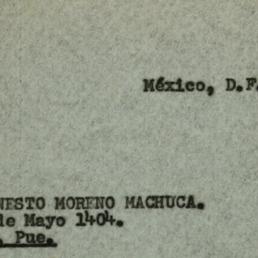 México, D.F.
NESTO MORENO MACHUCA.
de Mayo 1404.
. Pue.